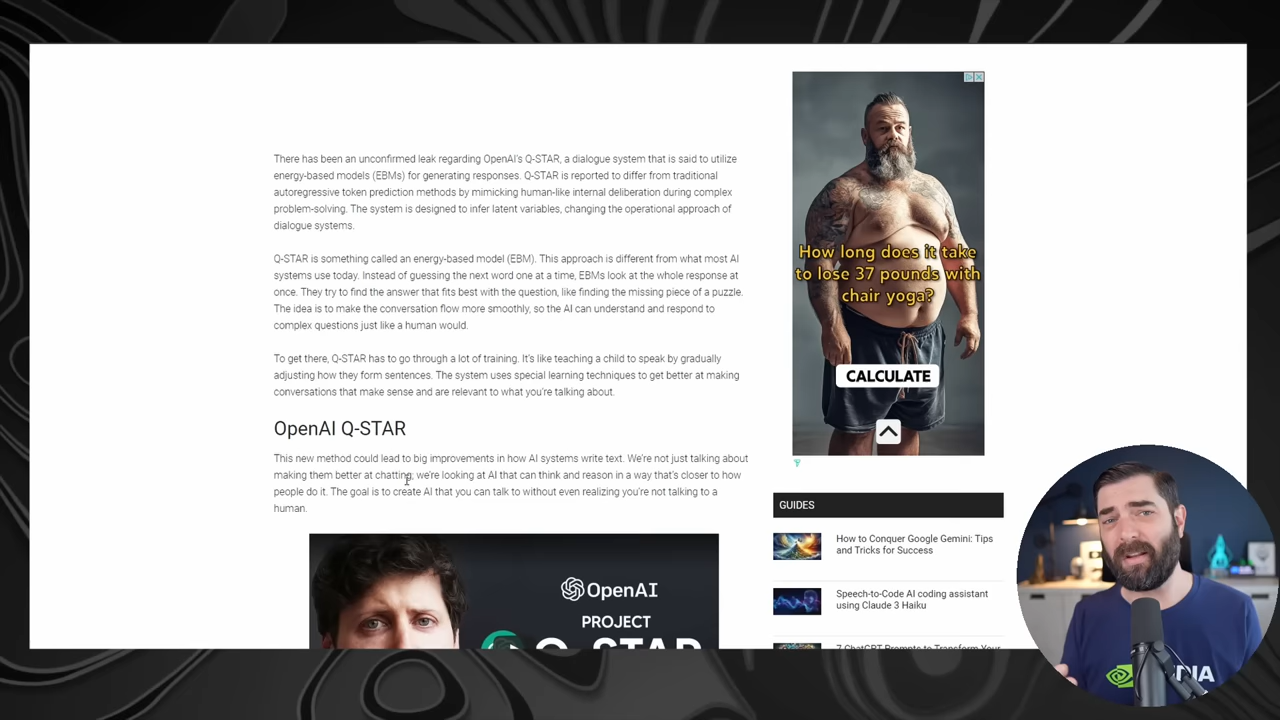 There has been an unconfirmed leak regarding OpenAI's Q-STAR, a dialogue system that is said to utilize
energy-based models (EBMs) for generating responses. Q-STAR is reported to differ from traditional
autoregressive token prediction methods by mimicking human-like internal deliberation during complex
problem-solving. The system is designed to infer latent variables, changing the operational approach of
dialogue systems.
Q-STAR is something called an energy-based model (EBM). This approach is different from what most AI
systems use today. Instead of guessing the next word one at a time, EBMs look at the whole response at
once. They try to find the answer that fits best with the question, like finding the missing piece of a puzzle.
The idea is to make the conversation flow more smoothly, so the AI can understand and respond to
complex questions just like a human would.
To get there, Q-STAR has to go through a lot of training. It's like teaching a child to speak by gradually
adjusting how they form sentences. The system uses special learning techniques to get better at making
conversations that make sense and are relevant to what you're talking about.
OpenAI Q-STAR
This new method could lead to big improvements in how AI systems write text. We're not just talking about
making them better at chatting; we're looking at AI that can think and reason in a way that's closer to how
people do it. The goal is to create AI that you can talk to without even realizing you're not talking to a
human.
OpenAI
PROJECT
Q-STAR
How long does it take
to lose 37 pounds with
chair yoga?
CALCULATE
GUIDES
How to Conquer Google Gemini: Tips
and Tricks for Success
Speech-to-Code AI coding assistant
using Claude 3 Haiku
7 ChatGPT Prompts to Transform Your